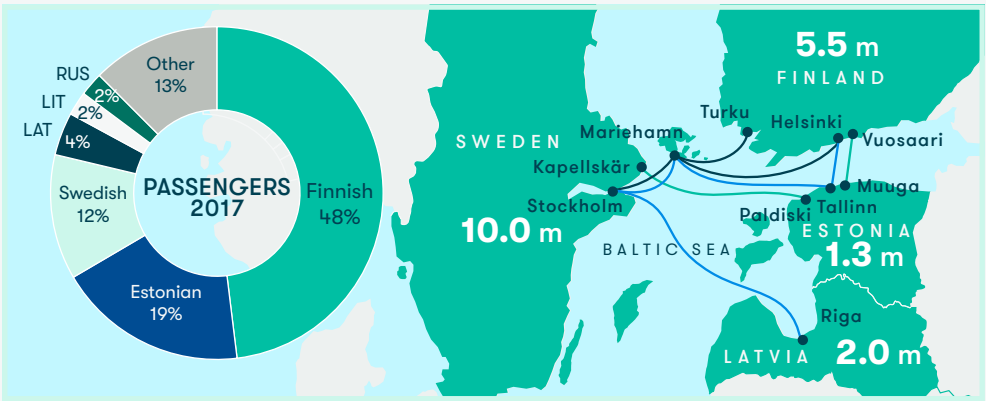 PASSENGERS
2017
Finnish
48%
Estonian
19%
Swedish
12%
LAT
4%
LIT
2%
RUS
2%
Other
13%
5.5 m
FINLAND
SWEDEN
10.0 m
Mariehamn
Turku
Helsinki
Vuosaari
Kapellskär
Stockholm
Muuga
Tallinn
Paldiski
ESTONIA
1.3 m
BALTIC SEA
Riga
LATVIA
2.0 m